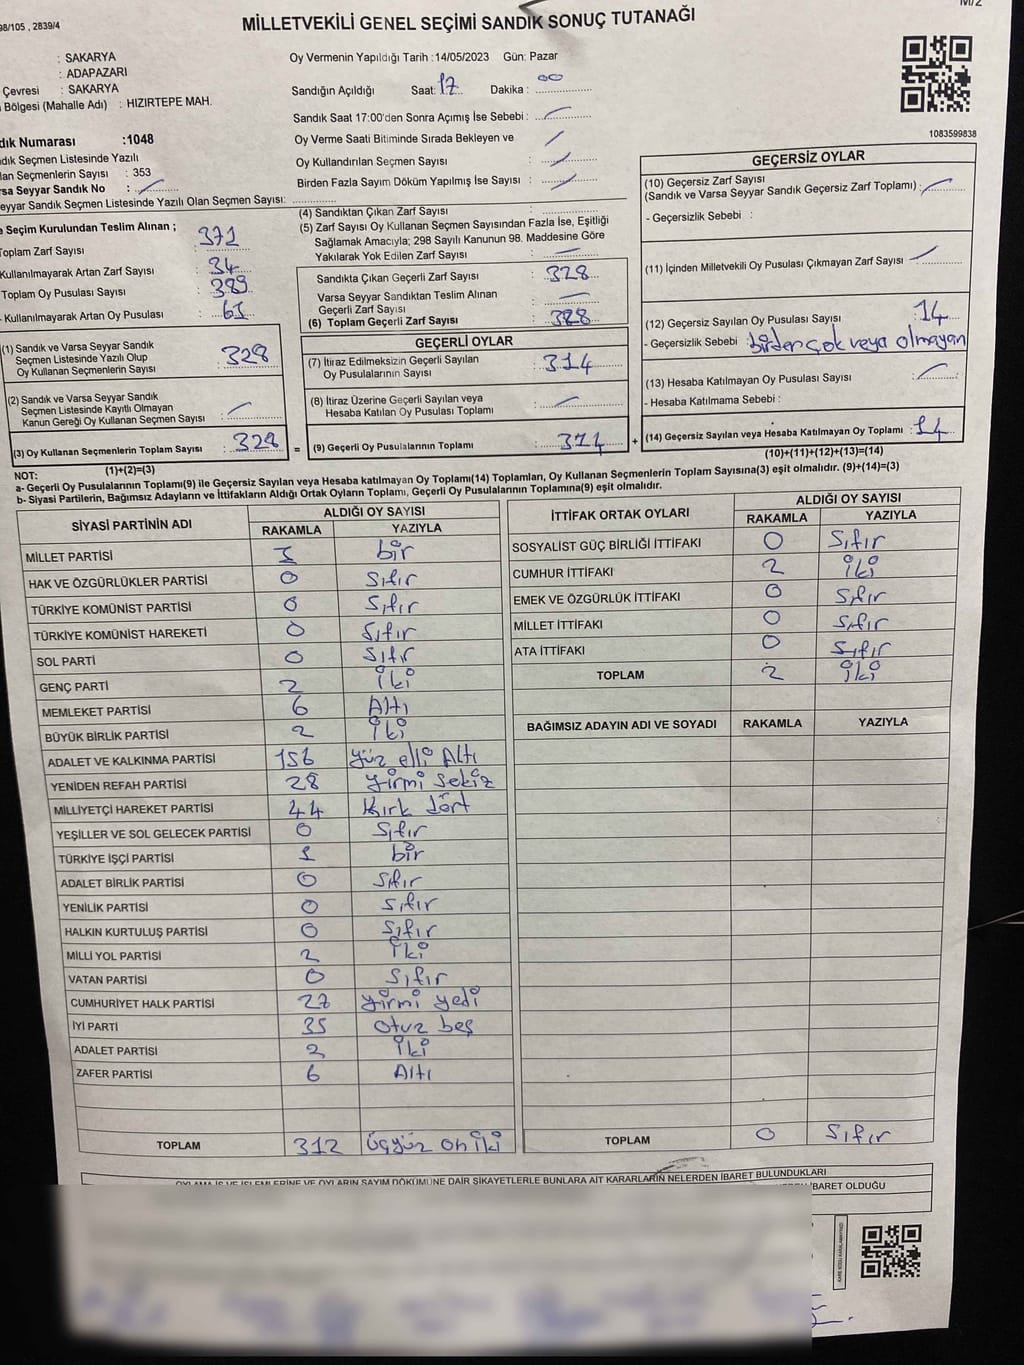 98/105 , 2839/4
M/2
MİLLETVEKİLİ GENEL SEÇİMİ SANDIK SONUÇ TUTANAĞI
: SAKARYA
: ADAPAZARI
Çevresi : SAKARYA
Bölgesi (Mahalle Adı) : HIZIRTEPE MAH.
Oy Vermenin Yapıldığı Tarih :14/05/2023 Gün: Pazar
Sandığın Açıldığı Saat: 17 Dakika : 00
Sandık Saat 17:00'den Sonra Açılmış İse Sebebi :
Oy Verme Saati Bitiminde Sırada Bekleyen ve
Oy Kullandırılan Seçmen Sayısı :
Birden Fazla Sayım Döküm Yapılmış İse Sayısı :
1083599838
dık Numarası :1048
dık Seçmen Listesinde Yazılı
lan Seçmenlerin Sayısı : 353
rsa Seyyar Sandık No :
eyyar Sandık Seçmen Listesinde Yazılı Olan Seçmen Sayısı:
e Seçim Kurulundan Teslim Alınan ;
Toplam Zarf Sayısı : 371
Kullanılmayarak Artan Zarf Sayısı : 34
Toplam Oy Pusulası Sayısı : 389
- Kullanılmayarak Artan Oy Pusulası : 61
(1) Sandık ve Varsa Seyyar Sandık
Seçmen Listesinde Yazılı Olup
Oy Kullanan Seçmenlerin Sayısı : 328
(2) Sandık ve Varsa Seyyar Sandık
Seçmen Listesinde Kayıtlı Olmayan
Kanun Gereği Oy Kullanan Seçmen Sayısı :
(3) Oy Kullanan Seçmenlerin Toplam Sayısı : 328
(1)+(2)=(3)
(4) Sandıktan Çıkan Zarf Sayısı :
(5) Zarf Sayısı Oy Kullanan Seçmen Sayısından Fazla İse, Eşitliği
Sağlamak Amacıyla; 298 Sayılı Kanunun 98. Maddesine Göre
Yakılarak Yok Edilen Zarf Sayısı :
Sandıkta Çıkan Geçerli Zarf Sayısı : 328
Varsa Seyyar Sandıktan Teslim Alınan
Geçerli Zarf Sayısı :
(6) Toplam Geçerli Zarf Sayısı : 328
GEÇERLİ OYLAR
(7) İtiraz Edilmeksizin Geçerli Sayılan
Oy Pusulalarının Sayısı : 314
(8) İtiraz Üzerine Geçerli Sayılan veya
Hesaba Katılan Oy Pusulası Toplamı :
= (9) Geçerli Oy Pusulalarının Toplamı : 314 +
GEÇERSİZ OYLAR
(10) Geçersiz Zarf Sayısı
(Sandık ve Varsa Seyyar Sandık Geçersiz Zarf Toplamı) :
- Geçersizlik Sebebi :
(11) İçinden Milletvekili Oy Pusulası Çıkmayan Zarf Sayısı :
(12) Geçersiz Sayılan Oy Pusulası Sayısı : 14
- Geçersizlik Sebebi : birden çok veya olmayan
(13) Hesaba Katılmayan Oy Pusulası Sayısı :
- Hesaba Katılmama Sebebi :
(14) Geçersiz Sayılan veya Hesaba Katılmayan Oy Toplamı : 14
(10)+(11)+(12)+(13)=(14)
NOT:
a- Geçerli Oy Pusulalarının Toplamı(9) ile Geçersiz Sayılan veya Hesaba katılmayan Oy Toplamı(14) Toplamları, Oy Kullanan Seçmenlerin Toplam Sayısına(3) eşit olmalıdır. (9)+(14)=(3)
b- Siyasi Partilerin, Bağımsız Adayların ve İttifakların Aldığı Ortak Oyların Toplamı, Geçerli Oy Pusulalarının Toplamına(9) eşit olmalıdır.
SİYASİ PARTİNİN ADI ALDIĞI OY SAYISI
RAKAMLA YAZIYLA
MİLLET PARTİSİ 1 bir
HAK VE ÖZGÜRLÜKLER PARTİSİ 0 Sıfır
TÜRKİYE KOMÜNİST PARTİSİ 0 Sıfır
TÜRKİYE KOMÜNİST HAREKETİ 0 Sıfır
SOL PARTİ 0 Sıfır
GENÇ PARTİ 2 İki
MEMLEKET PARTİSİ 6 Altı
BÜYÜK BİRLİK PARTİSİ 2 İki
ADALET VE KALKINMA PARTİSİ 156 yüz elli Altı
YENİDEN REFAH PARTİSİ 28 yirmi sekiz
MİLLİYETÇİ HAREKET PARTİSİ 44 Kırk dört
YEŞİLLER VE SOL GELECEK PARTİSİ 0 Sıfır
TÜRKİYE İŞÇİ PARTİSİ 1 bir
ADALET BİRLİK PARTİSİ 0 Sıfır
YENİLİK PARTİSİ 0 Sıfır
HALKIN KURTULUŞ PARTİSİ 0 Sıfır
MİLLİ YOL PARTİSİ 2 İki
VATAN PARTİSİ 0 Sıfır
CUMHURİYET HALK PARTİSİ 27 yirmi yedi
İYİ PARTİ 35 otuz beş
ADALET PARTİSİ 2 İki
ZAFER PARTİSİ 6 Altı
TOPLAM 312 üçyüz on iki
İTTİFAK ORTAK OYLARI ALDIĞI OY SAYISI
RAKAMLA YAZIYLA
SOSYALİST GÜÇ BİRLİĞİ İTTİFAKI 0 Sıfır
CUMHUR İTTİFAKI 2 İki
EMEK VE ÖZGÜRLÜK İTTİFAKI 0 Sıfır
MİLLET İTTİFAKI 0 Sıfır
ATA İTTİFAKI 0 Sıfır
TOPLAM 2 İki
BAĞIMSIZ ADAYIN ADI VE SOYADI RAKAMLA YAZIYLA
TOPLAM 0 Sıfır
OYLAMA İŞ VE İŞLEMLERİNE VE OYLARIN SAYIM DÖKÜMÜNE DAİR ŞİKAYETLERLE BUNLARA AİT KARARLARIN NELERDEN İBARET BULUNDUKLARI
İBARET OLDUĞU